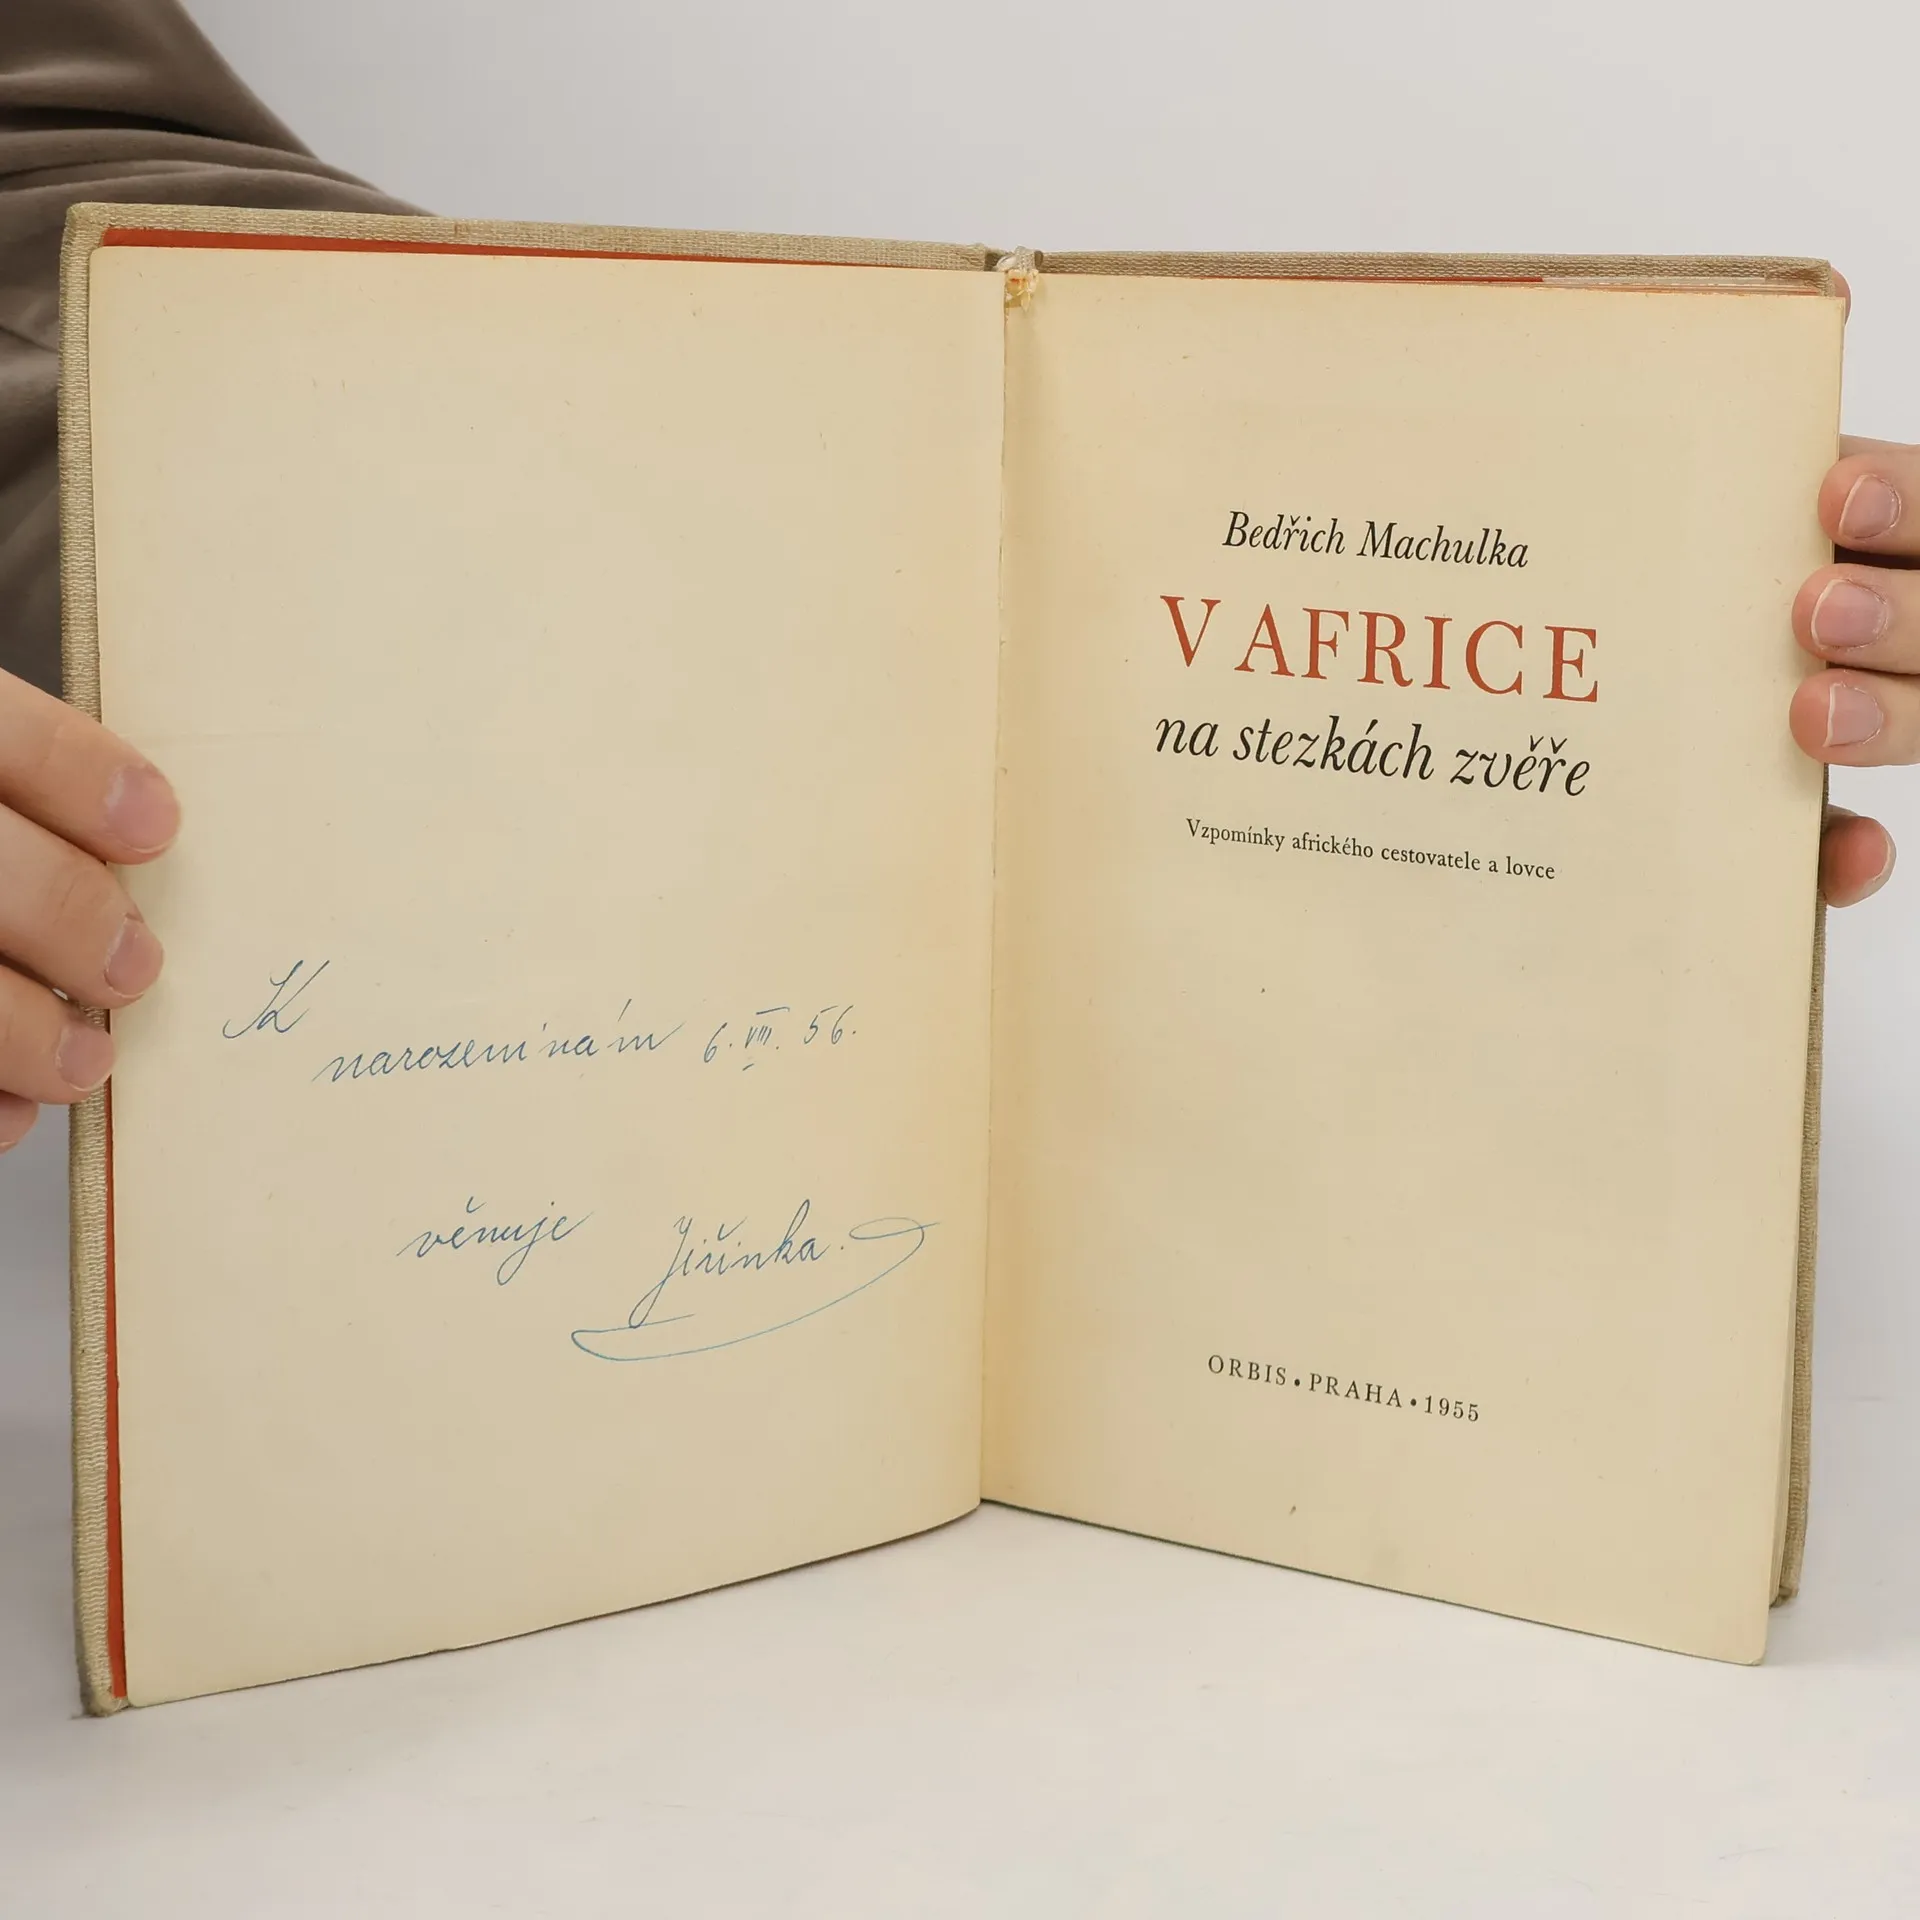 K
narozeninám 6. VIII. 56.
věnuje Jiřinka.
Bedřich Machulka
V AFRICE
na stezkách zvěře
Vzpomínky afrického cestovatele a lovce
ORBIS • PRAHA • 1955